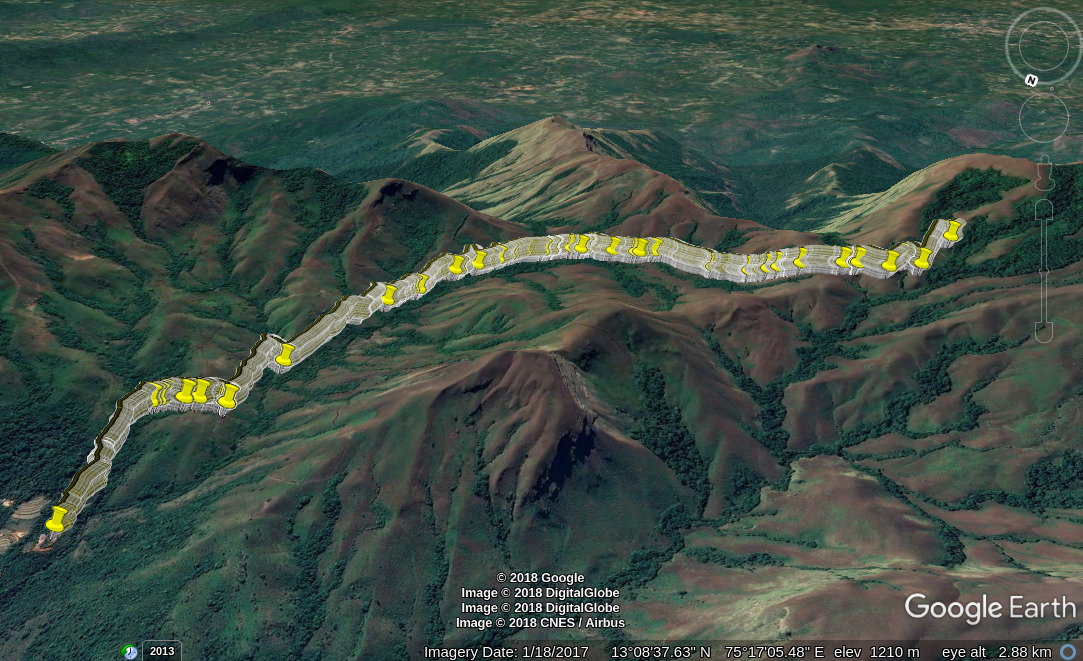 N
© 2018 Google
Image © 2018 DigitalGlobe
Image © 2018 DigitalGlobe
Image © 2018 CNES / Airbus
Google Earth
2013
Imagery Date: 1/18/2017 13°08'37.63" N 75°17'05.48" E elev 1210 m eye alt 2.88 km